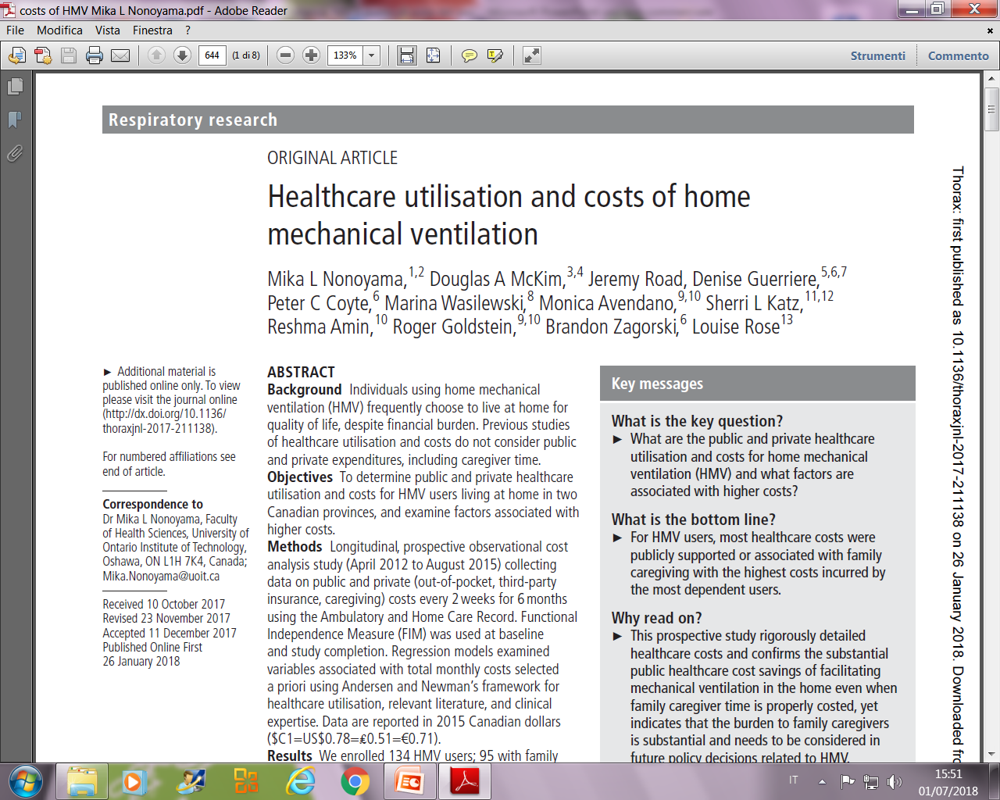 costs of HMV Mika L Nonoyama.pdf - Adobe Reader
File Modifica Vista Finestra ?
644 (1 di 8) 133% Strumenti Commento
Respiratory research
ORIGINAL ARTICLE
Healthcare utilisation and costs of home
mechanical ventilation
Mika L Nonoyama,1,2 Douglas A McKim,3,4 Jeremy Road, Denise Guerriere,5,6,7
Peter C Coyte,6 Marina Wasilewski,8 Monica Avendano,9,10 Sherri L Katz,11,12
Reshma Amin,10 Roger Goldstein,9,10 Brandon Zagorski,6 Louise Rose13
► Additional material is
published online only. To view
please visit the journal online
(http://dx.doi.org/10.1136/
thoraxjnl-2017-211138).
For numbered affiliations see
end of article.
Correspondence to
Dr Mika L Nonoyama, Faculty
of Health Sciences, University of
Ontario Institute of Technology,
Oshawa, ON L1H 7K4, Canada;
Mika.Nonoyama@uoit.ca
Received 10 October 2017
Revised 23 November 2017
Accepted 11 December 2017
Published Online First
26 January 2018
ABSTRACT
Background Individuals using home mechanical
ventilation (HMV) frequently choose to live at home for
quality of life, despite financial burden. Previous studies
of healthcare utilisation and costs do not consider public
and private expenditures, including caregiver time.
Objectives To determine public and private healthcare
utilisation and costs for HMV users living at home in two
Canadian provinces, and examine factors associated with
higher costs.
Methods Longitudinal, prospective observational cost
analysis study (April 2012 to August 2015) collecting
data on public and private (out-of-pocket, third-party
insurance, caregiving) costs every 2 weeks for 6 months
using the Ambulatory and Home Care Record. Functional
Independence Measure (FIM) was used at baseline
and study completion. Regression models examined
variables associated with total monthly costs selected
a priori using Andersen and Newman's framework for
healthcare utilisation, relevant literature, and clinical
expertise. Data are reported in 2015 Canadian dollars
($C1=US$0.78=₤0.51=€0.71).
Results We enrolled 134 HMV users; 95 with family
Key messages
What is the key question?
► What are the public and private healthcare
utilisation and costs for home mechanical
ventilation (HMV) and what factors are
associated with higher costs?
What is the bottom line?
► For HMV users, most healthcare costs were
publicly supported or associated with family
caregiving with the highest costs incurred by
the most dependent users.
Why read on?
► This prospective study rigorously detailed
healthcare costs and confirms the substantial
public healthcare cost savings of facilitating
mechanical ventilation in the home even when
family caregiver time is properly costed, yet
indicates that the burden to family caregivers
is substantial and needs to be considered in
future policy decisions related to HMV.
Thorax: first published as 10.1136/thoraxjnl-2017-211138 on 26 January 2018. Downloaded fro
IT 15:51
01/07/2018